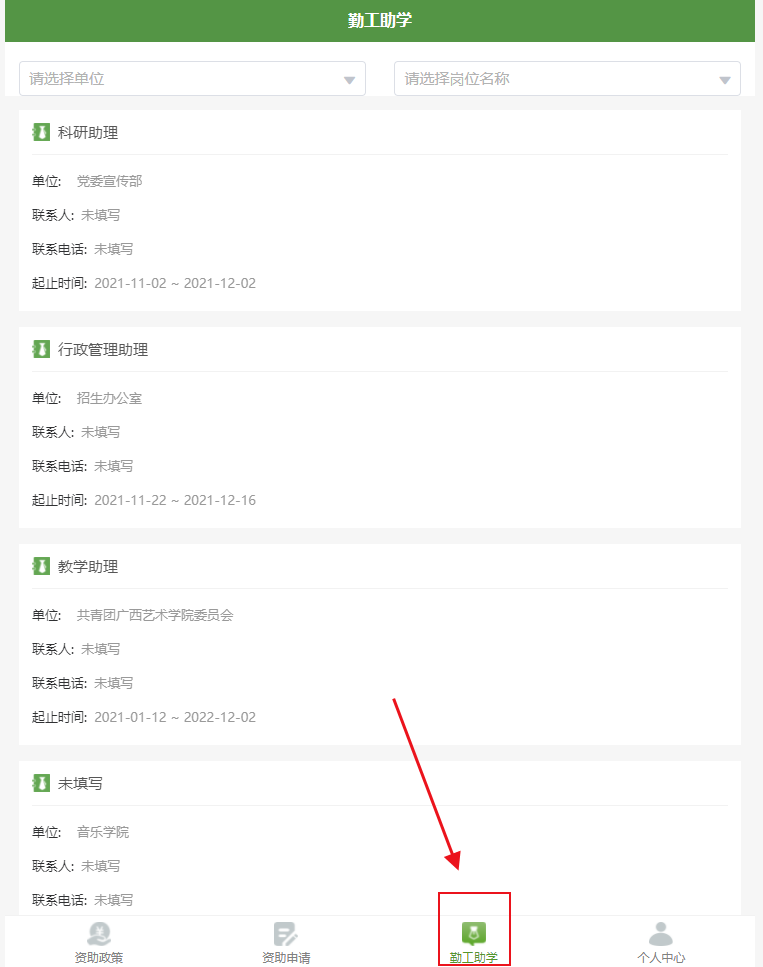 勤工助学
请选择单位 请选择岗位名称
科研助理
单位: 党委宣传部
联系人: 未填写
联系电话: 未填写
起止时间: 2021-11-02 ~ 2021-12-02
行政管理助理
单位: 招生办公室
联系人: 未填写
联系电话: 未填写
起止时间: 2021-11-22 ~ 2021-12-16
教学助理
单位: 共青团广西艺术学院委员会
联系人: 未填写
联系电话: 未填写
起止时间: 2021-01-12 ~ 2022-12-02
未填写
单位: 音乐学院
联系人: 未填写
联系电话: 未填写
资助政策 资助申请 勤工助学 个人中心